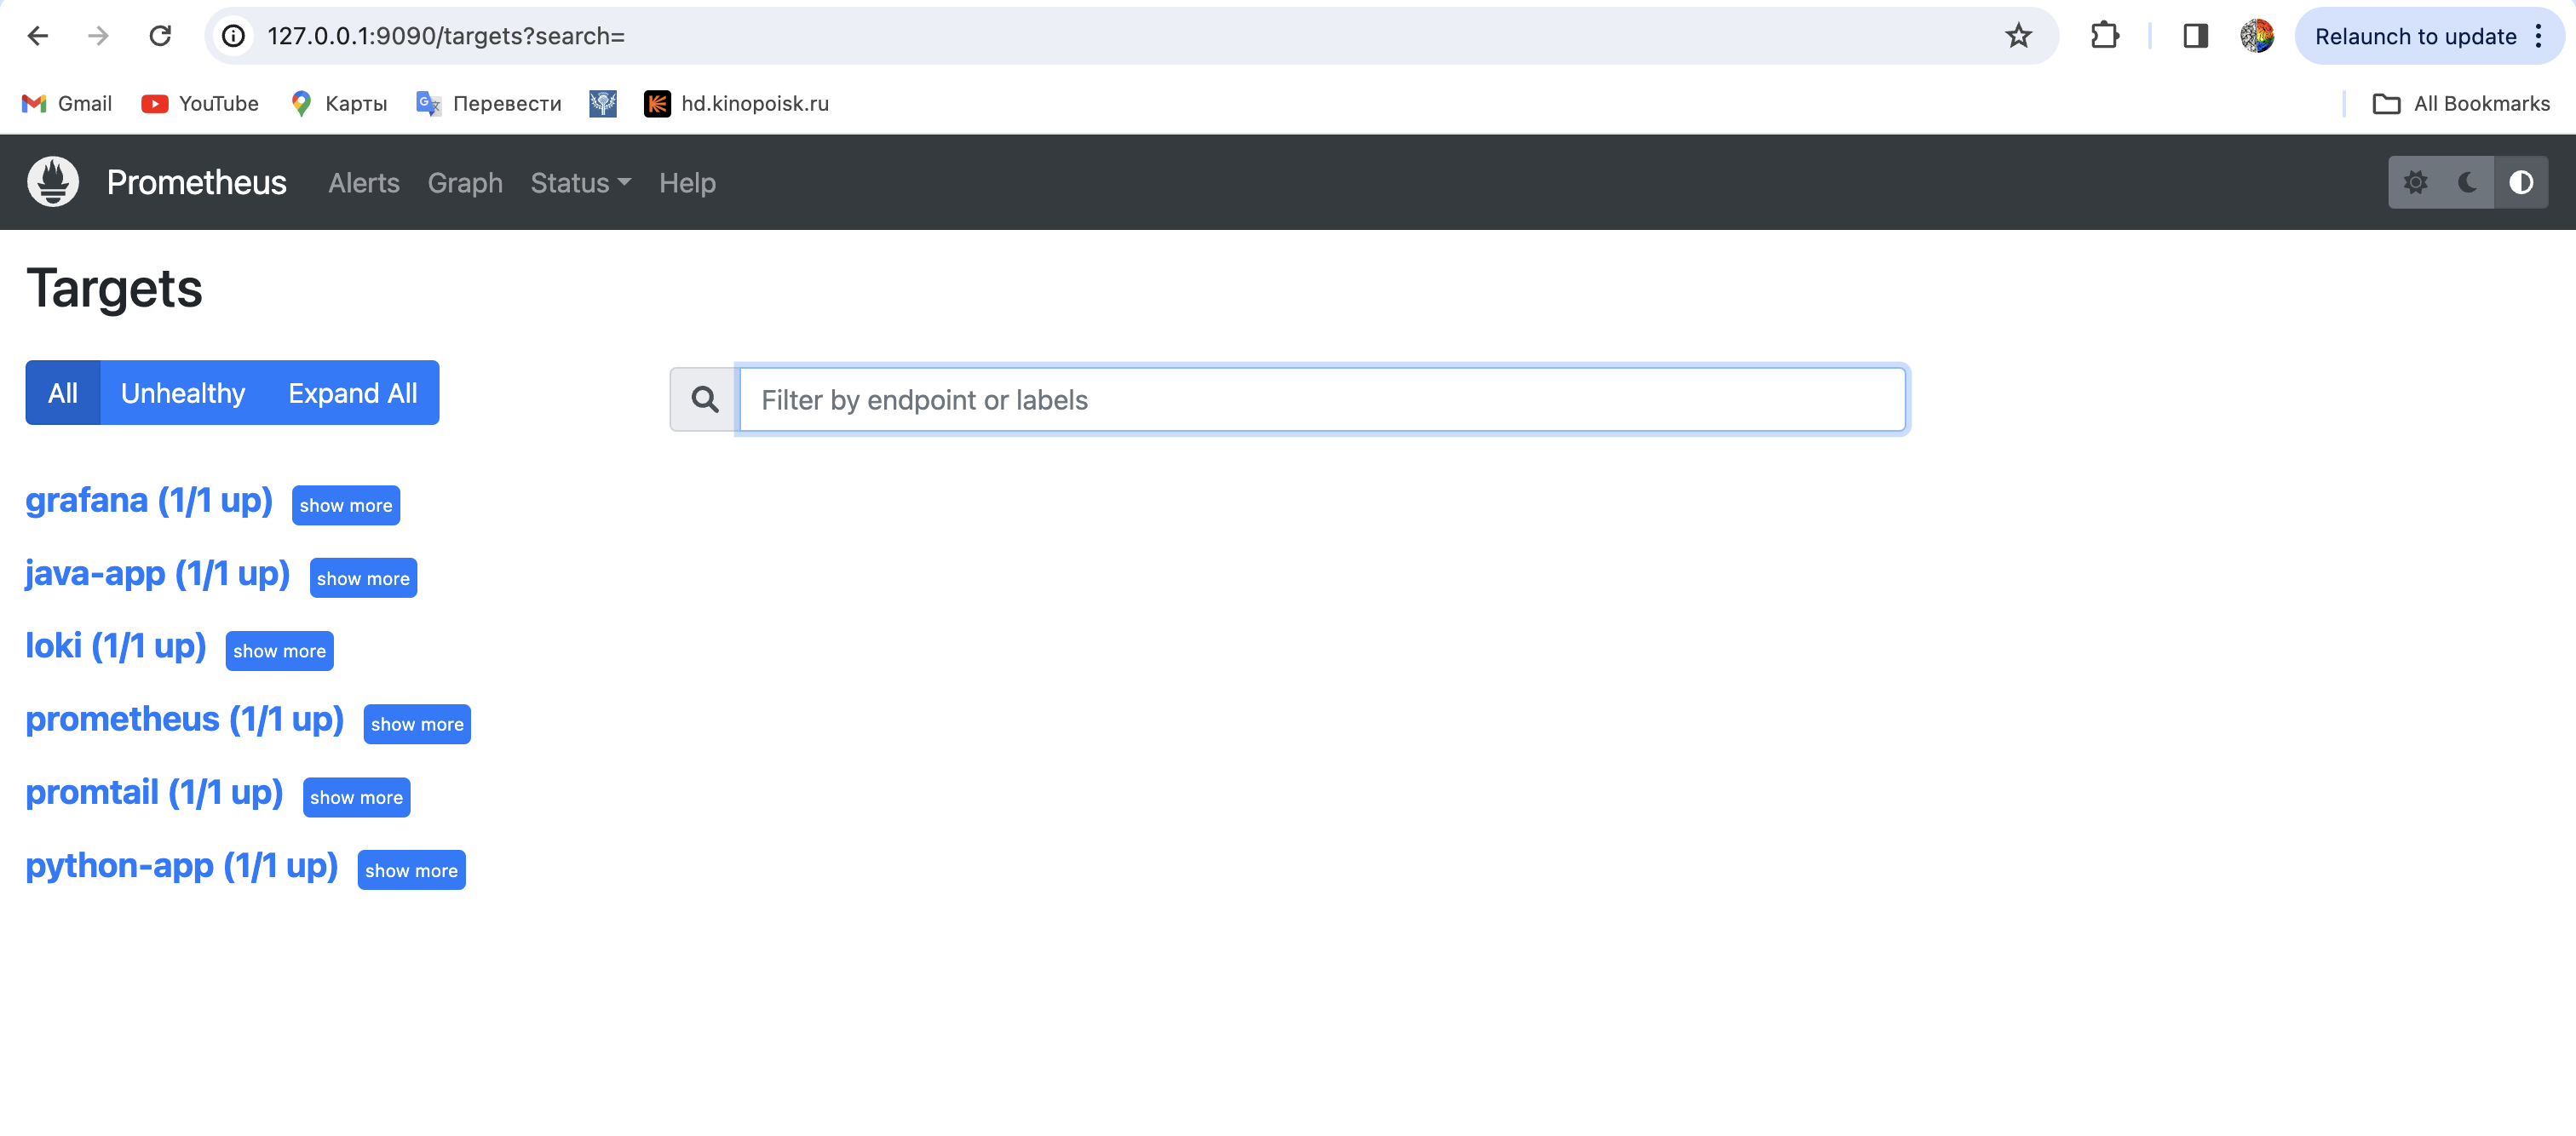 127.0.0.1:9090/targets?search=
Relaunch to update
Gmail
YouTube
Карты
Перевести
hd.kinopoisk.ru
All Bookmarks
Prometheus
Alerts
Graph
Status
Help
Targets
All
Unhealthy
Expand All
Filter by endpoint or labels
grafana (1/1 up) show more
java-app (1/1 up) show more
loki (1/1 up) show more
prometheus (1/1 up) show more
promtail (1/1 up) show more
python-app (1/1 up) show more